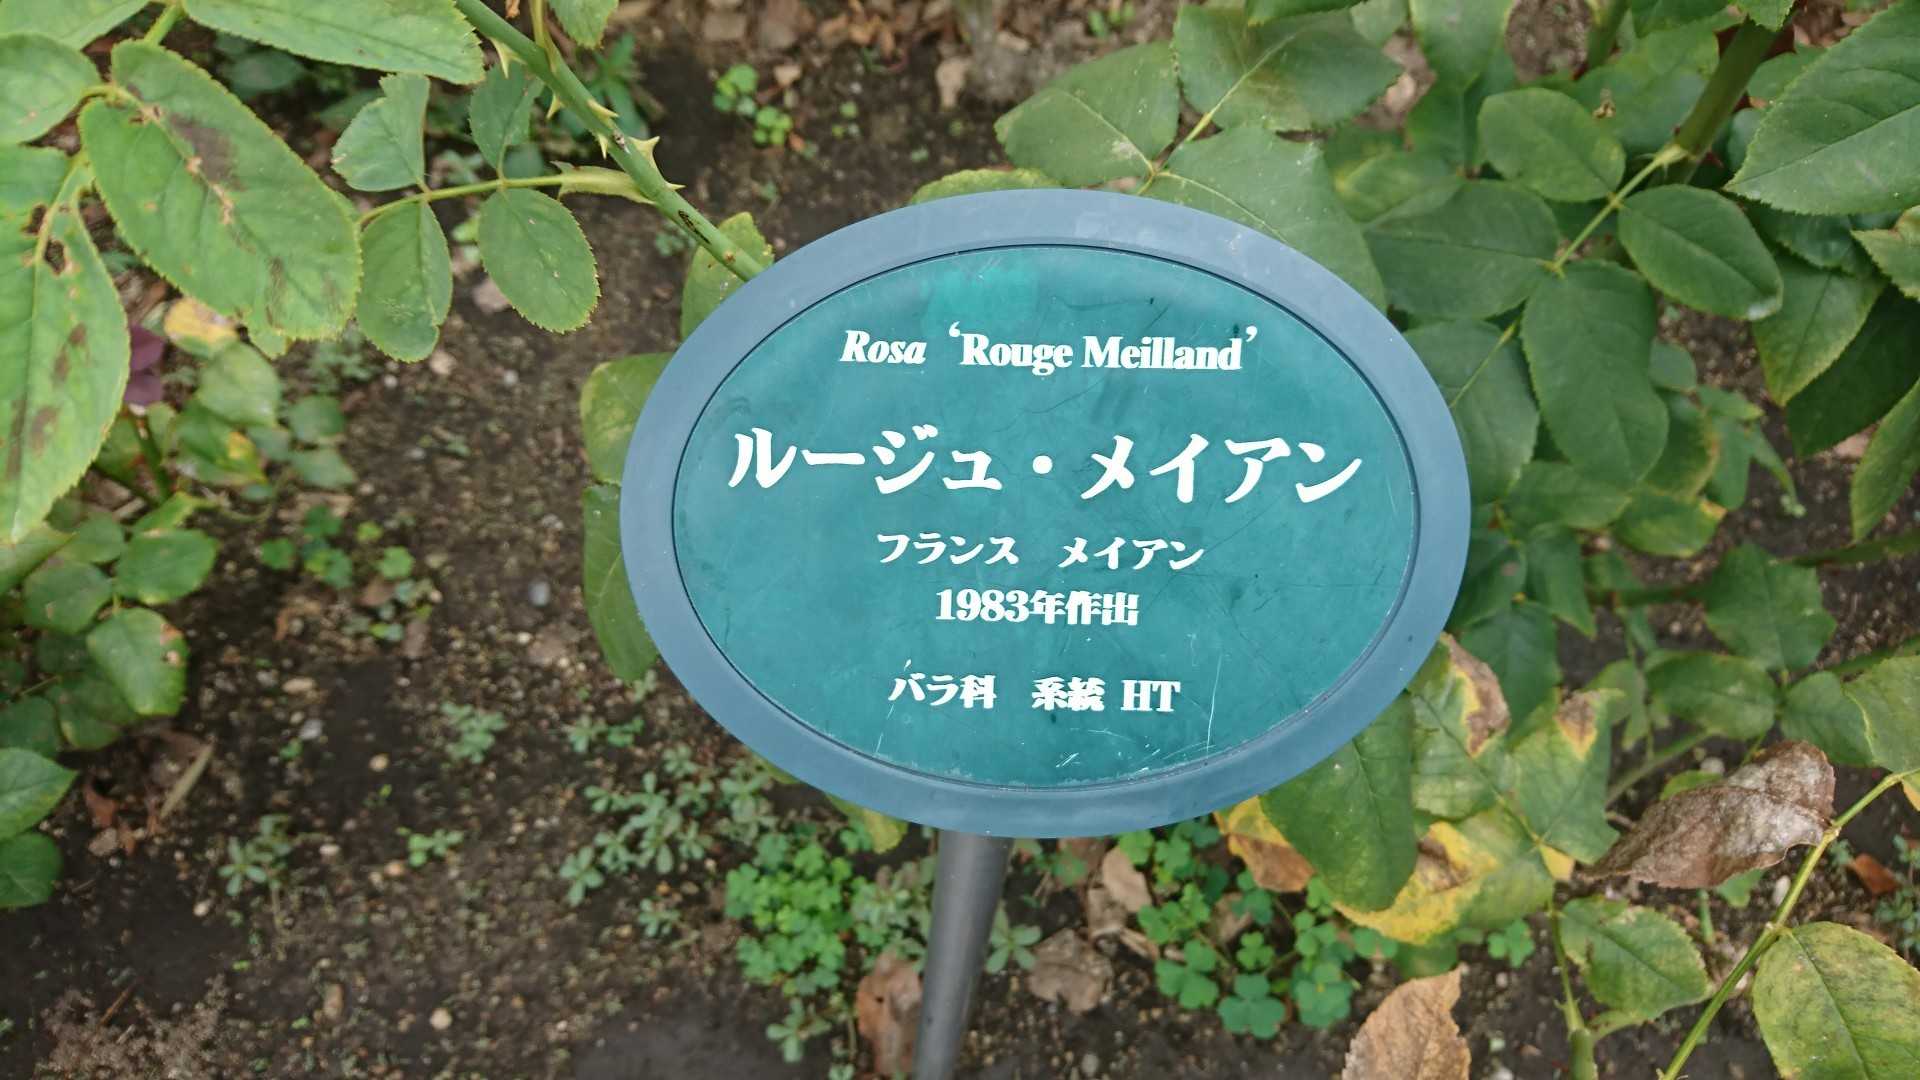 Rosa ‘Rouge Meilland’
ルージュ・メイアン
フランス　メイアン
1983年作出
バラ科　系統 HT